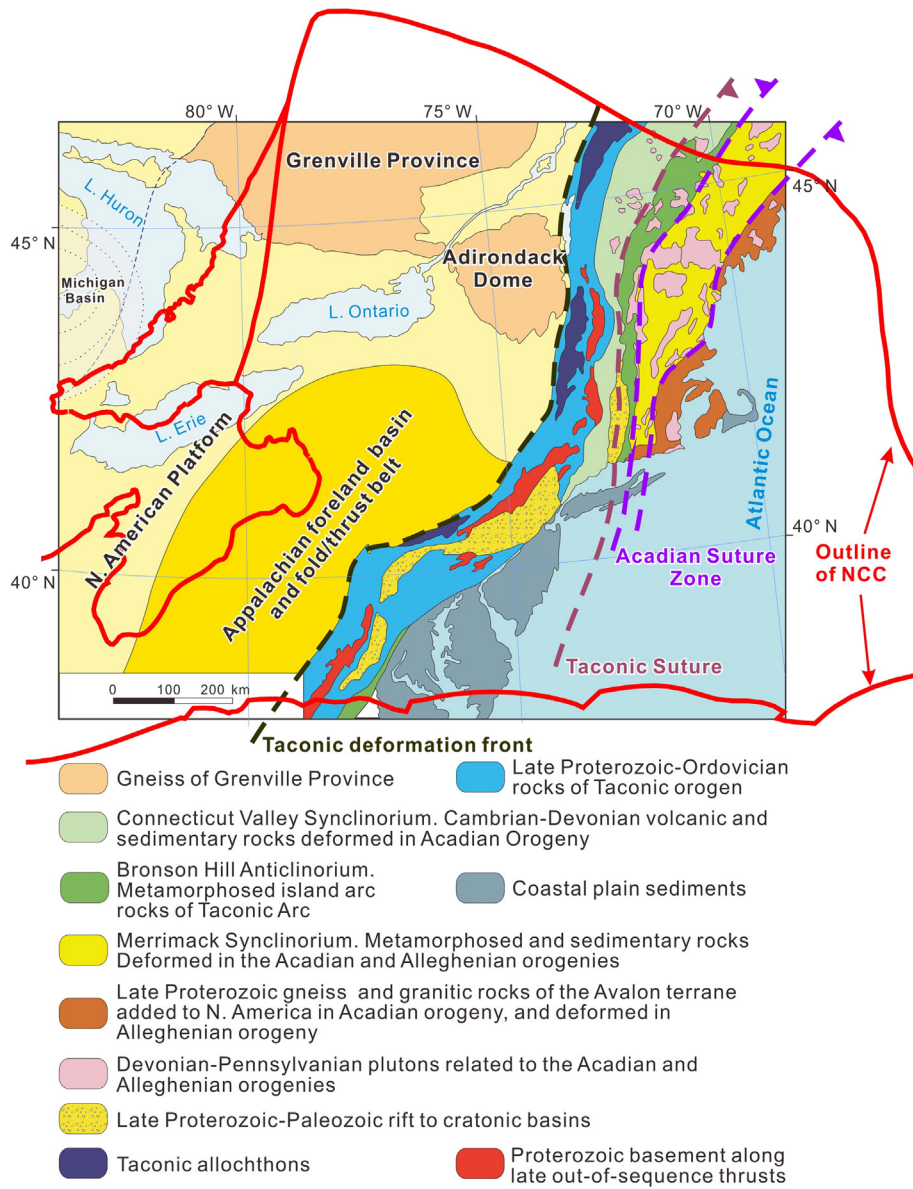 80° W
75° W
70° W
Grenville Province
L. Huron
45° N
45° N
Adirondack
Dome
Michigan
Basin
L. Ontario
L. Erie
N. American Platform
Appalachian foreland basin
and fold/thrust belt
Atlantic Ocean
40° N
40° N
Acadian Suture
Zone
Outline
of NCC
Taconic Suture
0 100 200 km
Taconic deformation front
Gneiss of Grenville Province
Late Proterozoic-Ordovician
rocks of Taconic orogen
Connecticut Valley Synclinorium. Cambrian-Devonian volcanic and
sedimentary rocks deformed in Acadian Orogeny
Bronson Hill Anticlinorium.
Metamorphosed island arc
rocks of Taconic Arc
Coastal plain sediments
Merrimack Synclinorium. Metamorphosed and sedimentary rocks
Deformed in the Acadian and Alleghenian orogenies
Late Proterozoic gneiss and granitic rocks of the Avalon terrane
added to N. America in Acadian orogeny, and deformed in
Alleghenian orogeny
Devonian-Pennsylvanian plutons related to the Acadian and
Alleghenian orogenies
Late Proterozoic-Paleozoic rift to cratonic basins
Taconic allochthons
Proterozoic basement along
late out-of-sequence thrusts